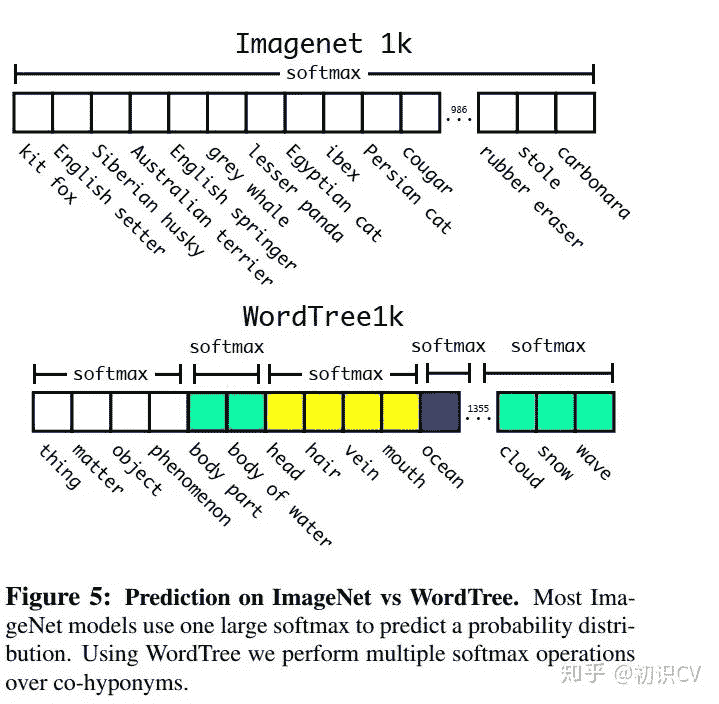 Imagenet 1k
softmax
986
...
kit fox
English setter
Siberian husky
Australian terrier
English springer
grey whale
lesser panda
Egyptian cat
ibex
Persian cat
cougar
rubber eraser
stole
carbonara
WordTree1k
softmax
softmax
softmax
softmax
softmax
1355
...
thing
matter
object
phenomenon
body part
body of water
head
hair
vein
mouth
ocean
cloud
snow
wave
Figure 5: Prediction on ImageNet vs WordTree. Most Ima-
geNet models use one large softmax to predict a probability distri-
bution. Using WordTree we perform multiple softmax operations
over co-hyponyms.
知乎 @初识CV